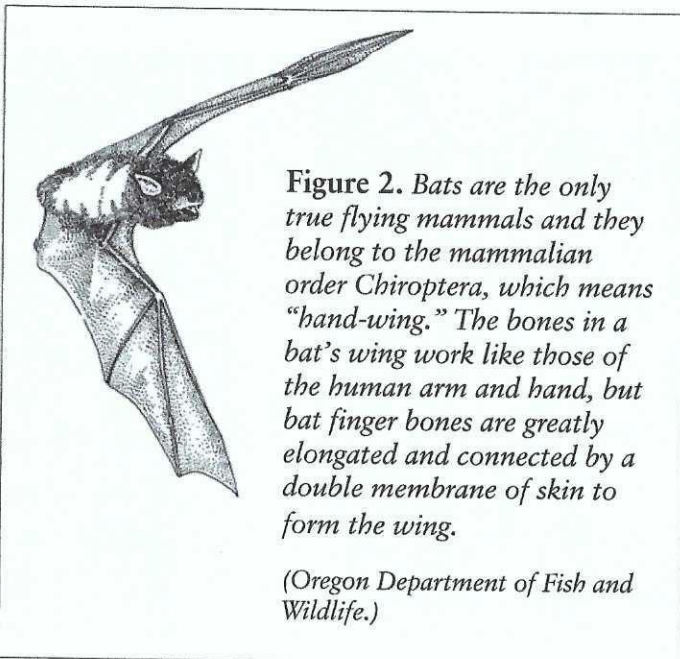 Figure 2. Bats are the only
true flying mammals and they
belong to the mammalian
order Chiroptera, which means
“hand-wing.” The bones in a
bat’s wing work like those of
the human arm and hand, but
bat finger bones are greatly
elongated and connected by a
double membrane of skin to
form the wing.
(Oregon Department of Fish and
Wildlife.)